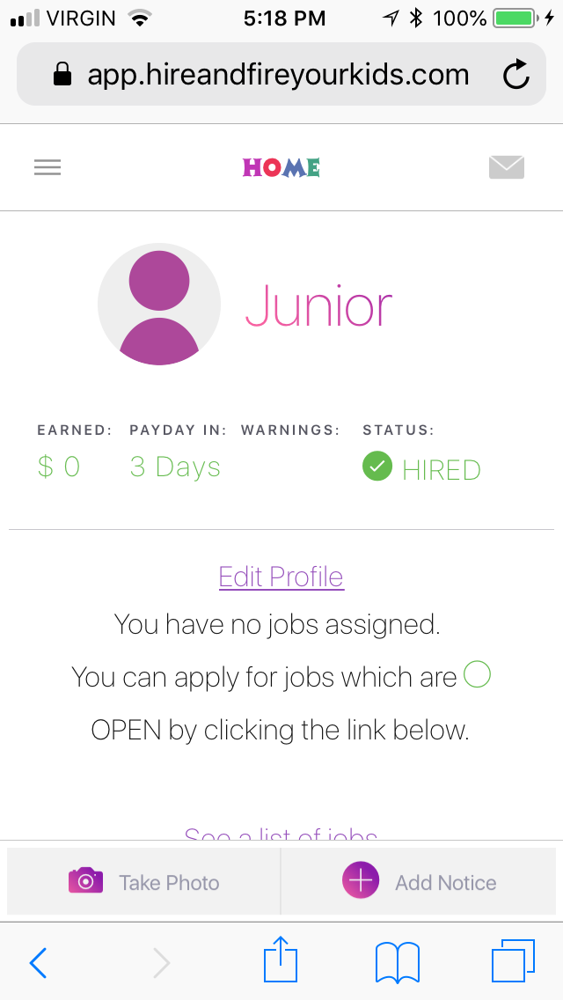 VIRGIN 5:18 PM 100%
app.hireandfireyourkids.com
HOME
Junior
EARNED: PAYDAY IN: WARNINGS: STATUS:
$ 0 3 Days HIRED
Edit Profile
You have no jobs assigned.
You can apply for jobs which are
OPEN by clicking the link below.
See a list of jobs
Take Photo Add Notice